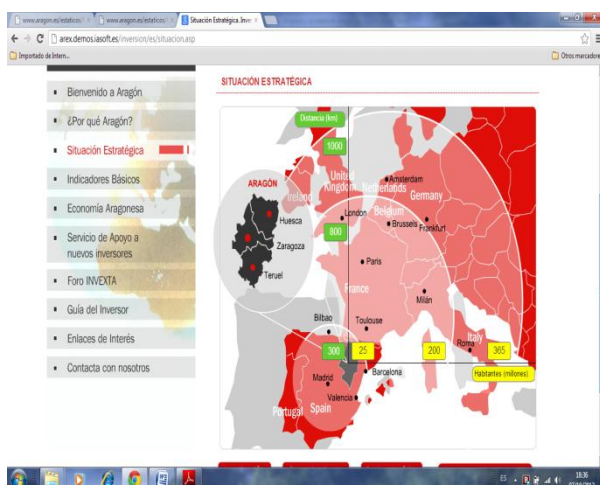 www.aragon.es/estaticos/
www.aragon.es/estaticos/
Situación Estratégica. Inver
arex.demos.iasoft.es/inversion/es/situacion.asp
Importado de Intern...
Otros marcadore
Bienvenido a Aragón
¿Por qué Aragón?
Situación Estratégica
Indicadores Básicos
Economía Aragonesa
Servicio de Apoyo a
nuevos inversores
Foro INVEXTA
Guía del Inversor
Enlaces de Interés
Contacta con nosotros
SITUACIÓN ESTRATÉGICA
Distancia (km)
1000
United
Kingdom
Ireland
Netherlands
Amsterdam
Germany
ARAGÓN
Huesca
Zaragoza
Teruel
London
Belgium
Brussels
Frankfurt
800
Paris
France
Milán
Bilbao
Toulouse
300
25
200
Roma
Italy
365
Habitantes (millones)
Madrid
Barcelona
Valencia
Portugal
Spain
ES
18:36